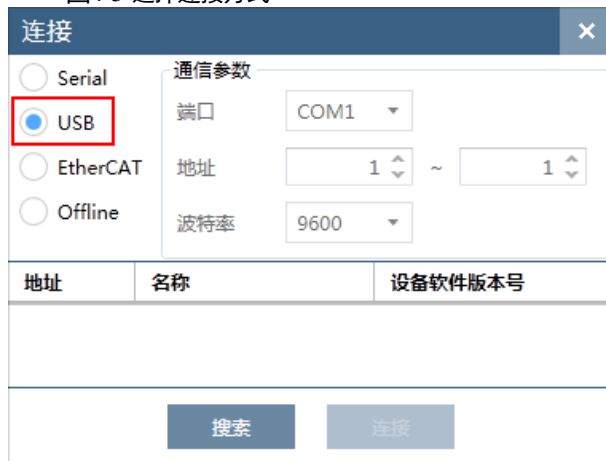 连接
Serial
USB
EtherCAT
Offline
通信参数
端口 COM1
地址 1 ~ 1
波特率 9600
地址 名称 设备软件版本号
搜索 连接